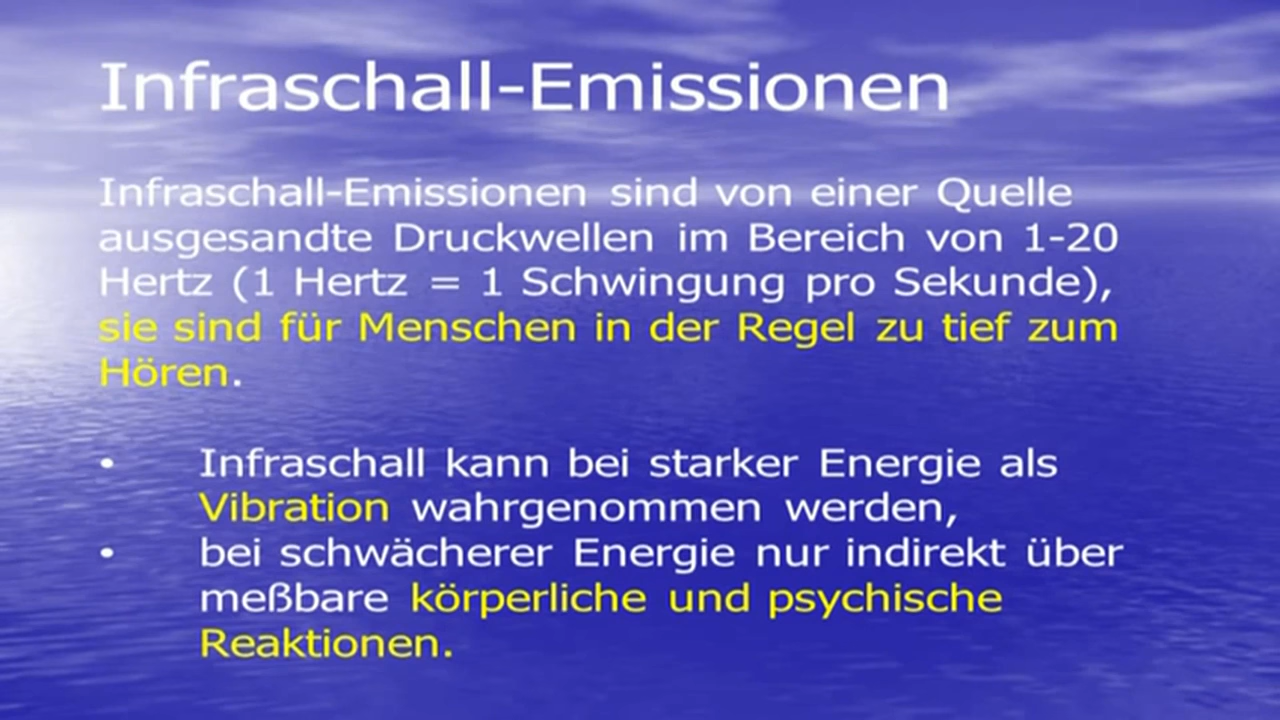 Infraschall-Emissionen
Infraschall-Emissionen sind von einer Quelle
ausgesandte Druckwellen im Bereich von 1-20
Hertz (1 Hertz = 1 Schwingung pro Sekunde),
sie sind für Menschen in der Regel zu tief zum
Hören.
• Infraschall kann bei starker Energie als
Vibration wahrgenommen werden,
• bei schwächerer Energie nur indirekt über
meßbare körperliche und psychische
Reaktionen.